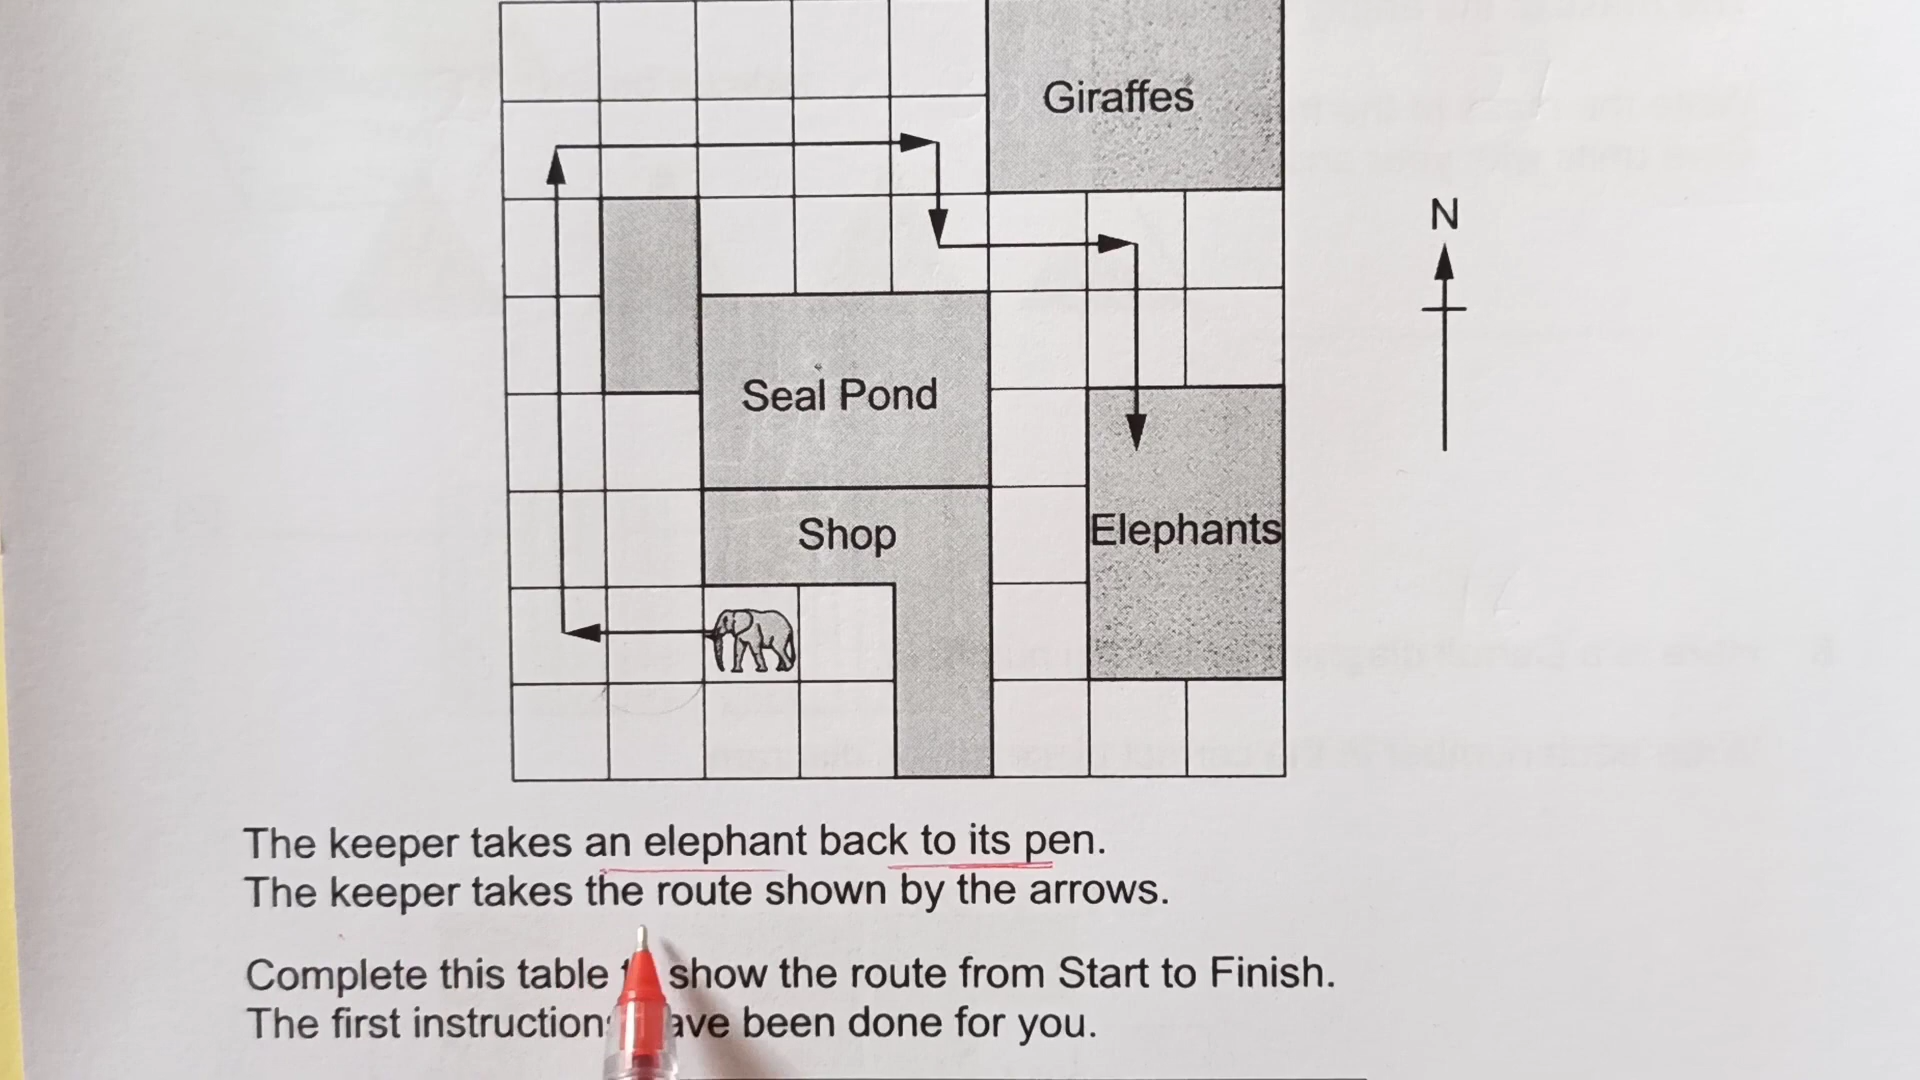 Giraffes
N
Seal Pond
Shop
Elephants
The keeper takes an elephant back to its pen.
The keeper takes the route shown by the arrows.
Complete this table show the route from Start to Finish.
The first been done for you.